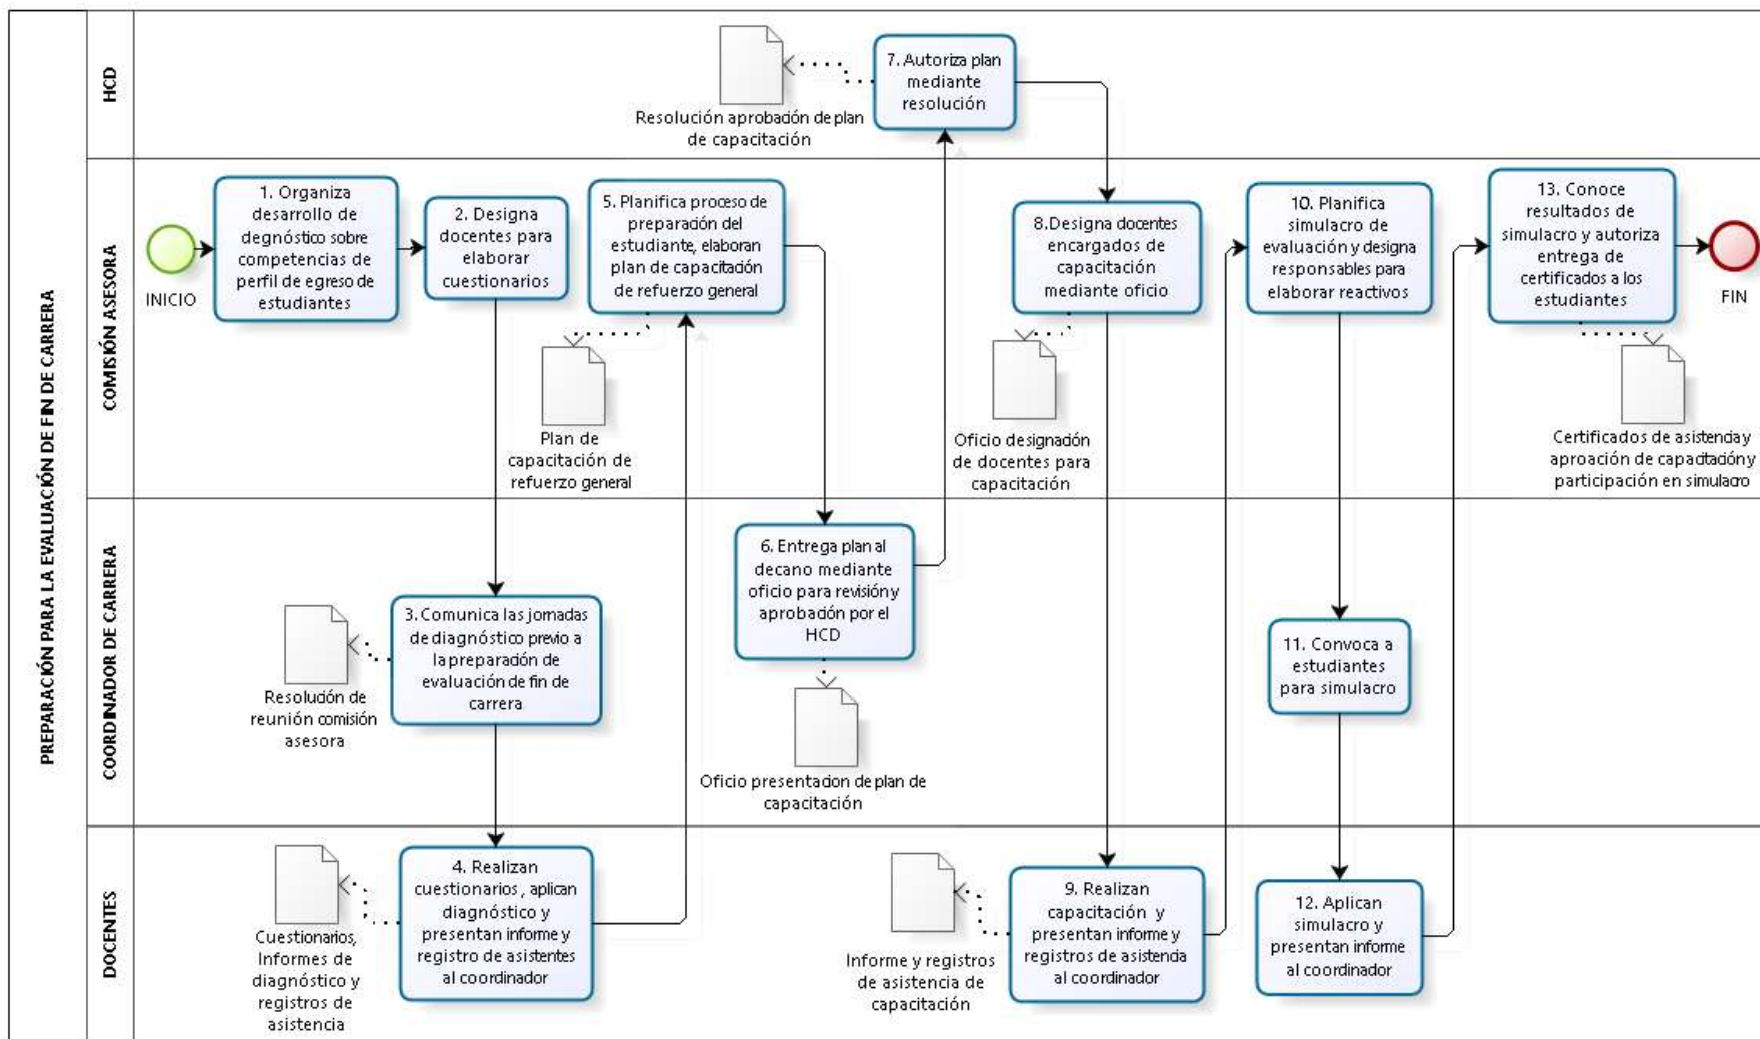 PREPARACIÓN PARA LA EVALUACIÓN DE FIN DE CARRERA
HCD
Resolución aprobación de plan
de capacitación
7. Autoriza plan
mediante
resolución
COMISIÓN ASESORA
INICIO
1. Organiza
desarrollo de
degnóstico sobre
competencias de
perfil de egreso de
estudiantes
2. Designa
docentes para
elaborar
cuestionarios
5. Planifica proceso de
preparación del
estudiante, elaboran
plan de capacitación
de refuerzo general
Plan de
capacitación de
refuerzo general
8.Designa docentes
encargados de
capacitación
mediante oficio
Oficio designación
de docentes para
capacitación
10. Planifica
simulacro de
evaluación y designa
responsables para
elaborar reactivos
13. Conoce
resultados de
simulacro y autoriza
entrega de
certificados a los
estudiantes
Certificados de asistencia y
aproación de capacitación y
participación en simulacro
FIN
COORDINADOR DE CARRERA
3. Comunica las jornadas
de diagnóstico previo a
la preparación de
evaluación de fin de
carrera
Resolución de
reunión comisión
asesora
6. Entrega plan al
decano mediante
oficio para revisión y
aprobación por el
HCD
Oficio presentacion de plan de
capacitación
11. Convoca a
estudiantes
para simulacro
DOCENTES
4. Realizan
cuestionarios , aplican
diagnóstico y
presentan informe y
registro de asistentes
al coordinador
Cuestionarios,
Informes de
diagnóstico y
registros de
asistencia
9. Realizan
capacitación y
presentan informe y
registros de asistencia
al coordinador
Informe y registros
de asistencia de
capacitación
12. Aplican
simulacro y
presentan informe
al coordinador